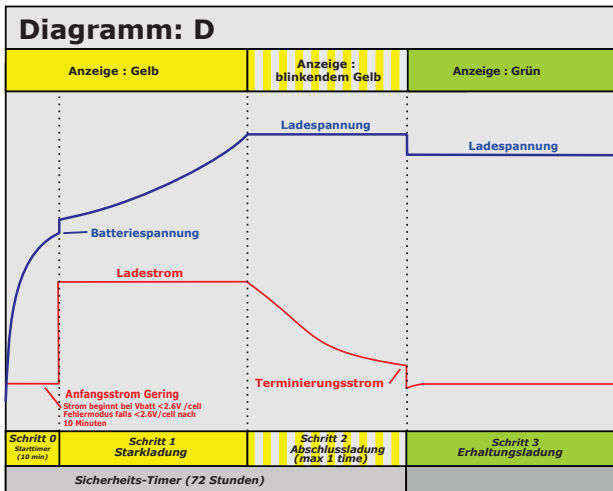 Diagramm: D
Anzeige : Gelb
Anzeige :
blinkendem Gelb
Anzeige : Grün
Ladespannung
Ladespannung
Batteriespannung
Ladestrom
Terminierungsstrom
Anfangsstrom Gering
Strom beginnt bei Vbatt <2.6V /cell
Fehlermodus falls <2.6V/cell nach
10 Minuten
Schritt 0
Starttimer
(10 min)
Schritt 1
Starkladung
Schritt 2
Abschlussladung
(max 1 time)
Schritt 3
Erhaltungsladung
Sicherheits-Timer (72 Stunden)